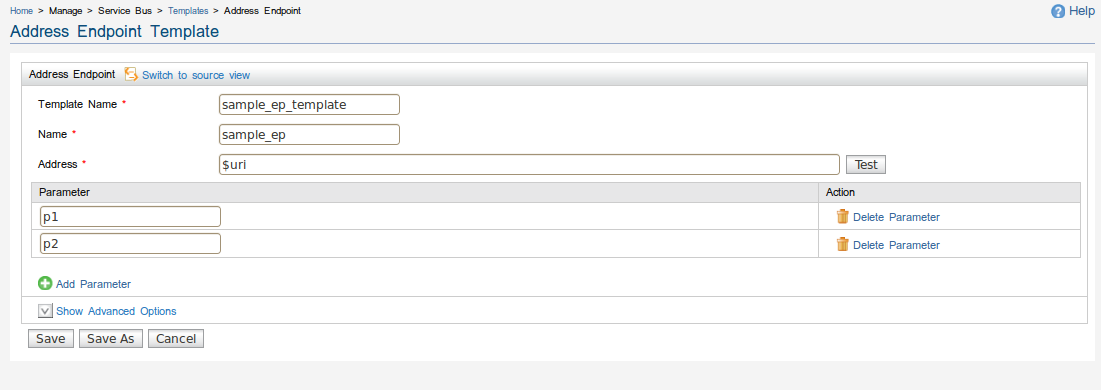 Home > Manage > Service Bus > Templates > Address Endpoint
Help
Address Endpoint Template
Address Endpoint Switch to source view
Template Name * sample_ep_template
Name * sample_ep
Address * $uri Test
Parameter Action
p1 Delete Parameter
p2 Delete Parameter
Add Parameter
Show Advanced Options
Save Save As Cancel